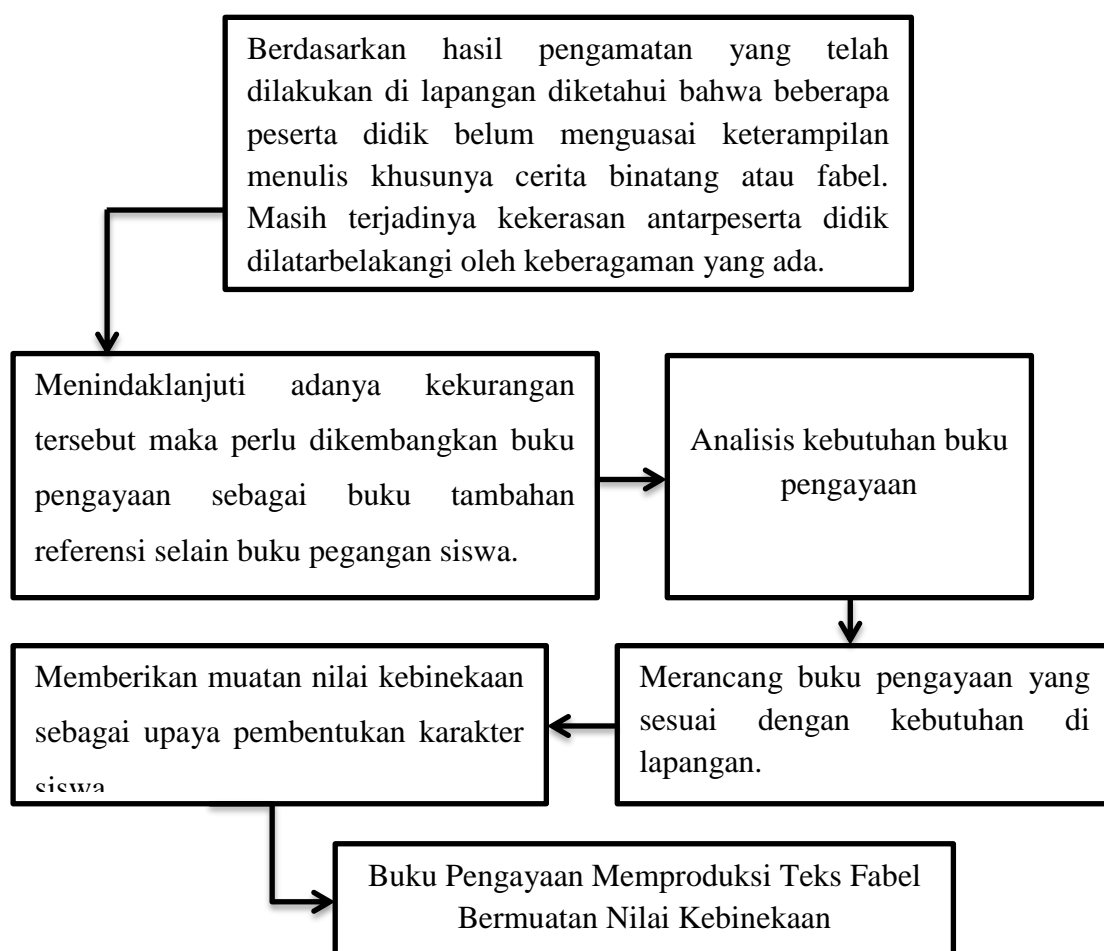 Berdasarkan hasil pengamatan yang telah
dilakukan di lapangan diketahui bahwa beberapa
peserta didik belum menguasai keterampilan
menulis khusunya cerita binatang atau fabel.
Masih terjadinya kekerasan antarpeserta didik
dilatarbelakangi oleh keberagaman yang ada.
Menindaklanjuti adanya kekurangan
tersebut maka perlu dikembangkan buku
pengayaan sebagai buku tambahan
referensi selain buku pegangan siswa.
Analisis kebutuhan buku
pengayaan
Merancang buku pengayaan yang
sesuai dengan kebutuhan di
lapangan.
Memberikan muatan nilai kebinekaan
sebagai upaya pembentukan karakter
siswa
Buku Pengayaan Memproduksi Teks Fabel
Bermuatan Nilai Kebinekaan